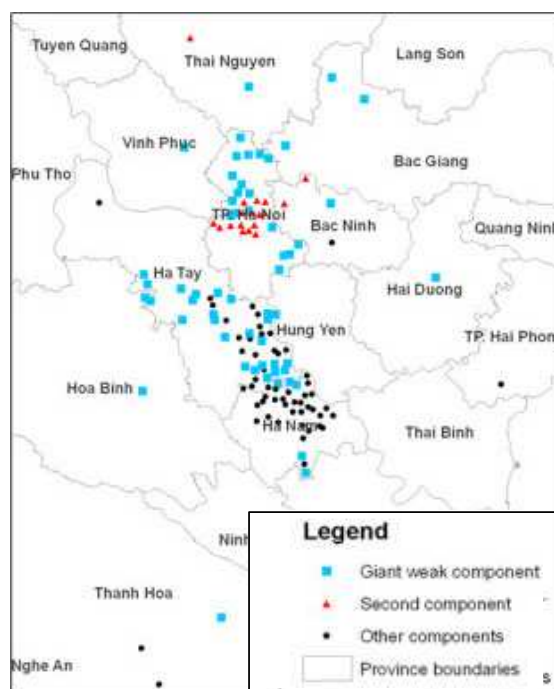 Tuyen Quang
Thai Nguyen
Lang Son
Vinh Phuc
Phu Tho
Bac Giang
TP. Ha Noi
Bac Ninh
Quang Ninh
Ha Tay
Hai Duong
Hung Yen
TP. Hai Phon
Hoa Binh
Ha Nam
Thai Binh
Ninh
Thanh Hoa
Nghe An
Legend
Giant weak component
Second component
Other components
Province boundaries
s